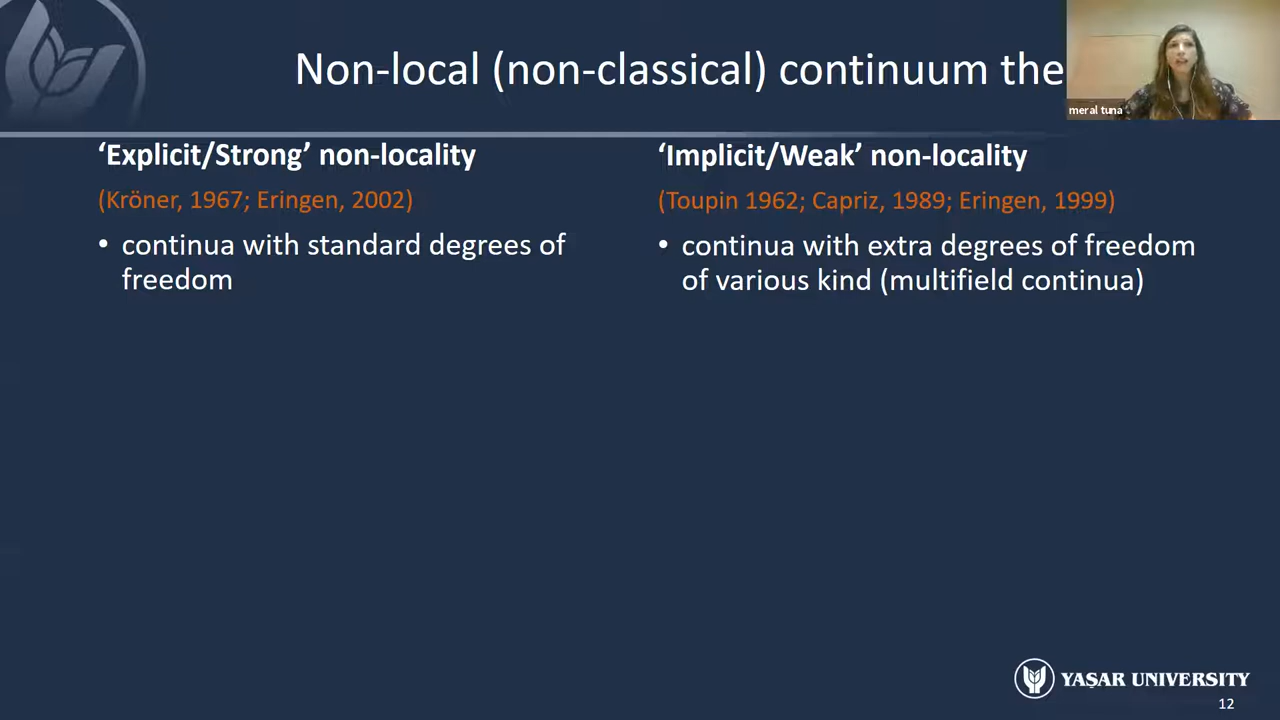 Non-local (non-classical) continuum the
meral tuna
‘Explicit/Strong’ non-locality
(Kröner, 1967; Eringen, 2002)
• continua with standard degrees of
freedom
‘Implicit/Weak’ non-locality
(Toupin 1962; Capriz, 1989; Eringen, 1999)
• continua with extra degrees of freedom
of various kind (multifield continua)
YAŞAR UNIVERSITY
12